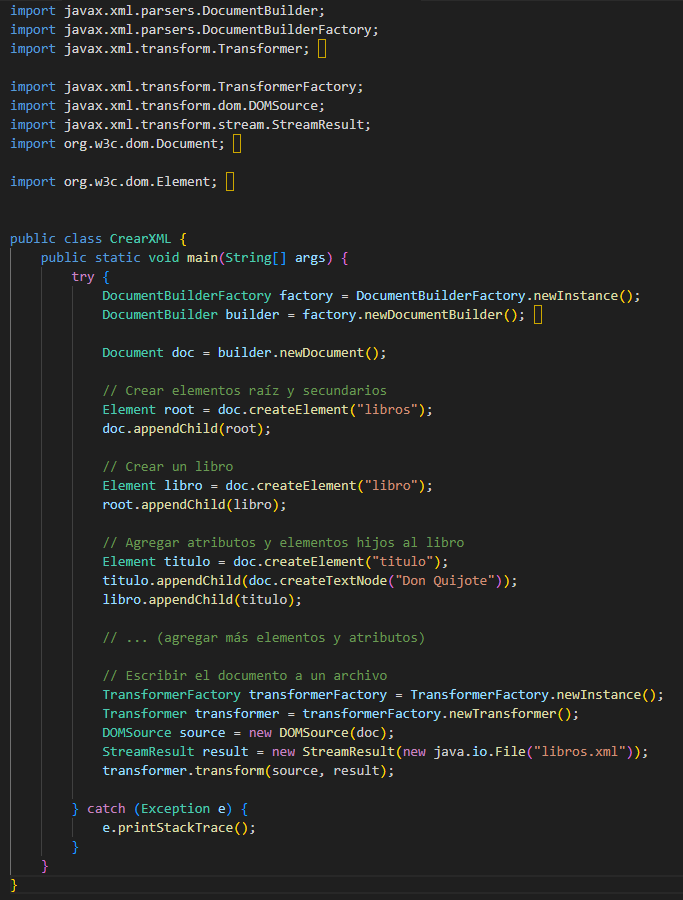 import javax.xml.parsers.DocumentBuilder;
import javax.xml.parsers.DocumentBuilderFactory;
import javax.xml.transform.Transformer;
import javax.xml.transform.TransformerFactory;
import javax.xml.transform.dom.DOMSource;
import javax.xml.transform.stream.StreamResult;
import org.w3c.dom.Document;
import org.w3c.dom.Element;
public class CrearXML {
public static void main(String[] args) {
try {
DocumentBuilderFactory factory = DocumentBuilderFactory.newInstance();
DocumentBuilder builder = factory.newDocumentBuilder();
Document doc = builder.newDocument();
// Crear elementos raíz y secundarios
Element root = doc.createElement("libros");
doc.appendChild(root);
// Crear un libro
Element libro = doc.createElement("libro");
root.appendChild(libro);
// Agregar atributos y elementos hijos al libro
Element titulo = doc.createElement("titulo");
titulo.appendChild(doc.createTextNode("Don Quijote"));
libro.appendChild(titulo);
// ... (agregar más elementos y atributos)
// Escribir el documento a un archivo
TransformerFactory transformerFactory = TransformerFactory.newInstance();
Transformer transformer = transformerFactory.newTransformer();
DOMSource source = new DOMSource(doc);
StreamResult result = new StreamResult(new java.io.File("libros.xml"));
transformer.transform(source, result);
} catch (Exception e) {
e.printStackTrace();
}
}
}